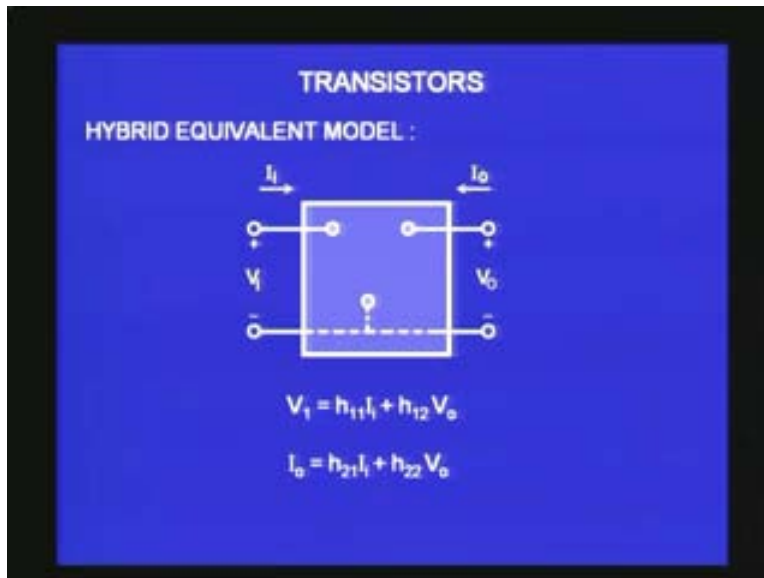 TRANSISTORS
HYBRID EQUIVALENT MODEL :
Iᵢ Iₒ
+ +
Vᵢ Vₒ
- -
V₁ = h₁₁Iᵢ + h₁₂Vₒ
Iₒ = h₂₁Iᵢ + h₂₂Vₒ